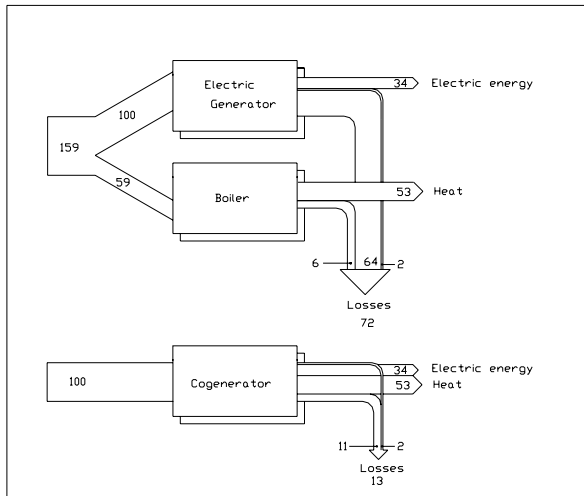 34 Electric energy
Electric
Generator
100
159
59
53 Heat
Boiler
6 64 2
Losses
72
34 Electric energy
53 Heat
100
Cogenerator
11 2
Losses
13